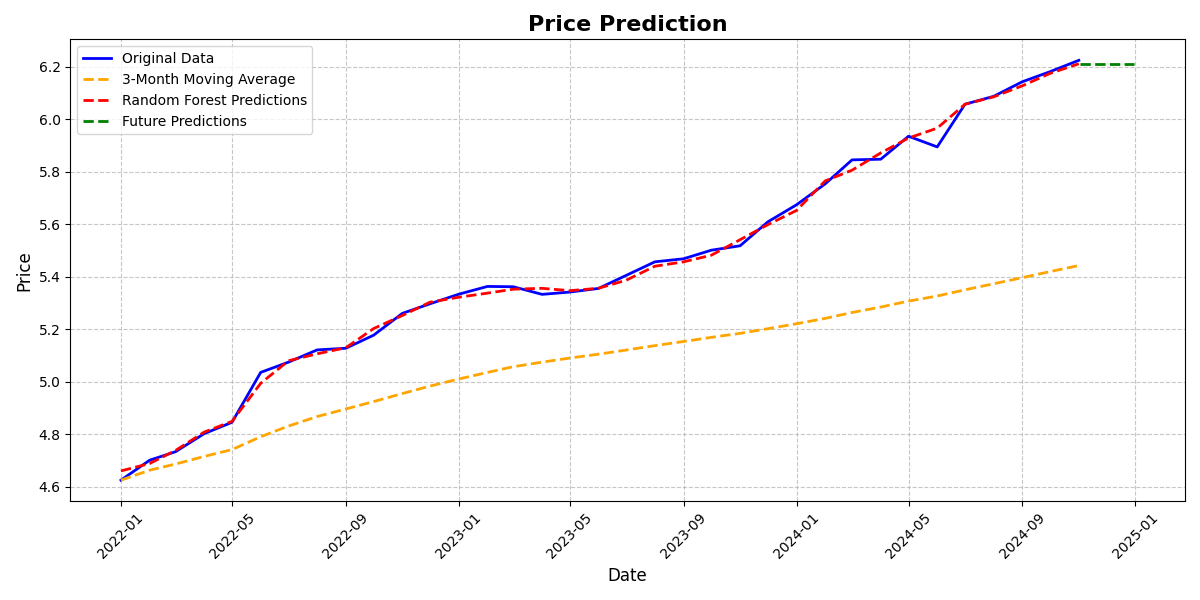 Price Prediction
Original Data
3-Month Moving Average
Random Forest Predictions
Future Predictions
Price
6.2
6.0
5.8
5.6
5.4
5.2
5.0
4.8
4.6
2022-01
2022-05
2022-09
2023-01
2023-05
2023-09
2024-01
2024-05
2024-09
2025-01
Date